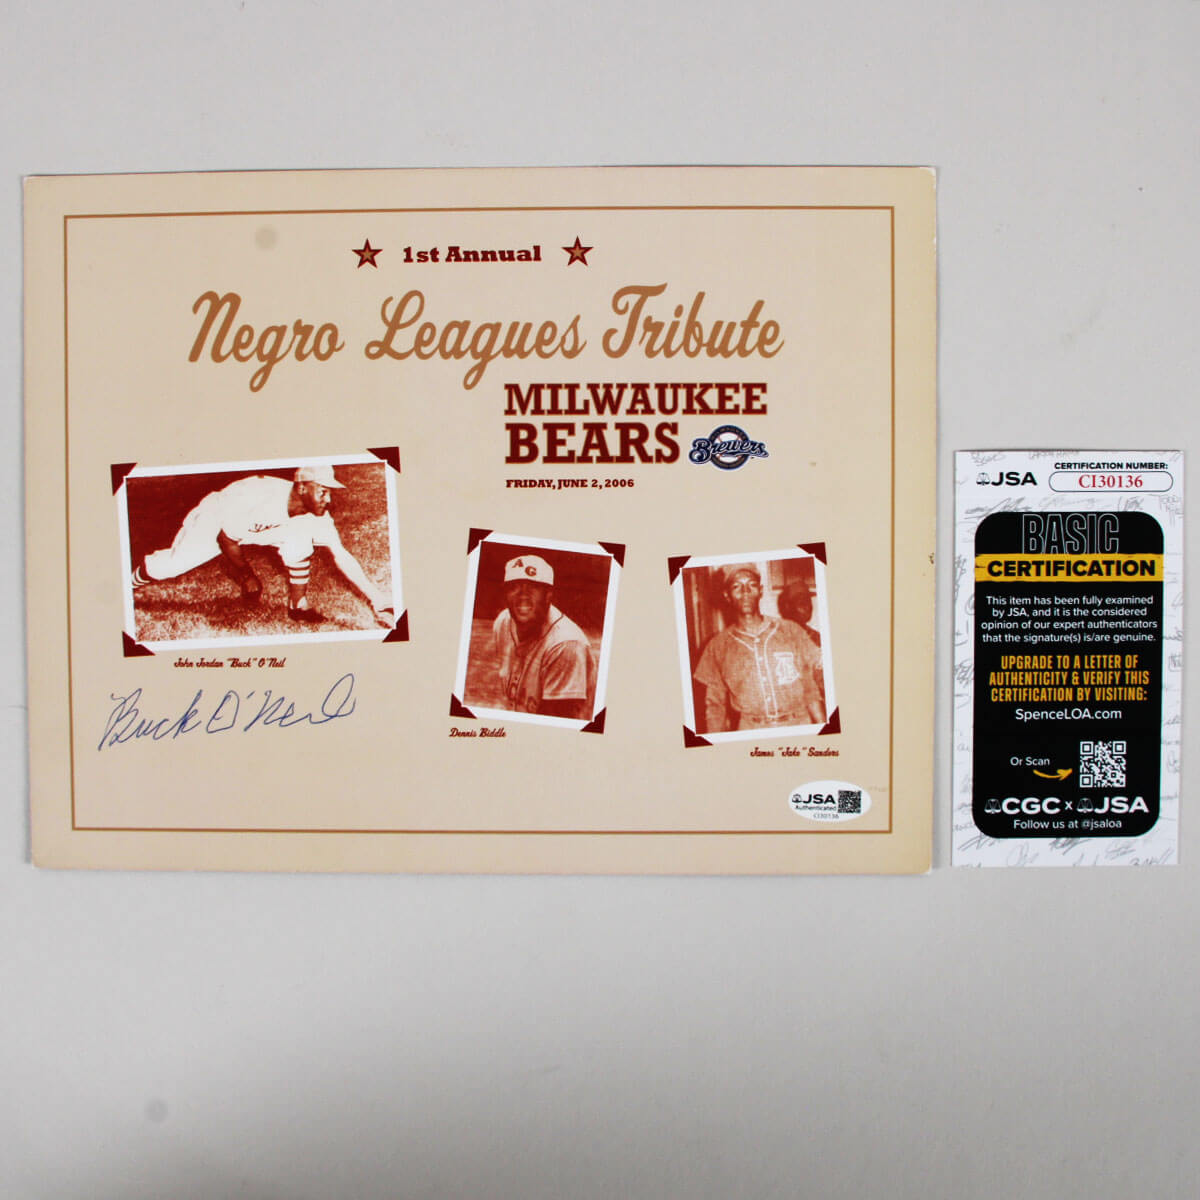 1st Annual
Negro Leagues Tribute
MILWAUKEE
BEARS
Brewers
FRIDAY, JUNE 2, 2006
AG
John Jordan "Buck" O'Neil
Buck O'Neil
Dennis Biddle
James "Jake" Sanders
JSA
Authenticated
CI30136
JSA
CERTIFICATION NUMBER:
CI30136
BASIC
CERTIFICATION
This item has been fully examined
by JSA, and it is the considered
opinion of our expert authenticators
that the signature(s) is/are genuine.
UPGRADE TO A LETTER OF
AUTHENTICITY & VERIFY THIS
CERTIFICATION BY VISITING:
SpenceLOA.com
Or Scan
CGC x JSA
Follow us at @jsaloa